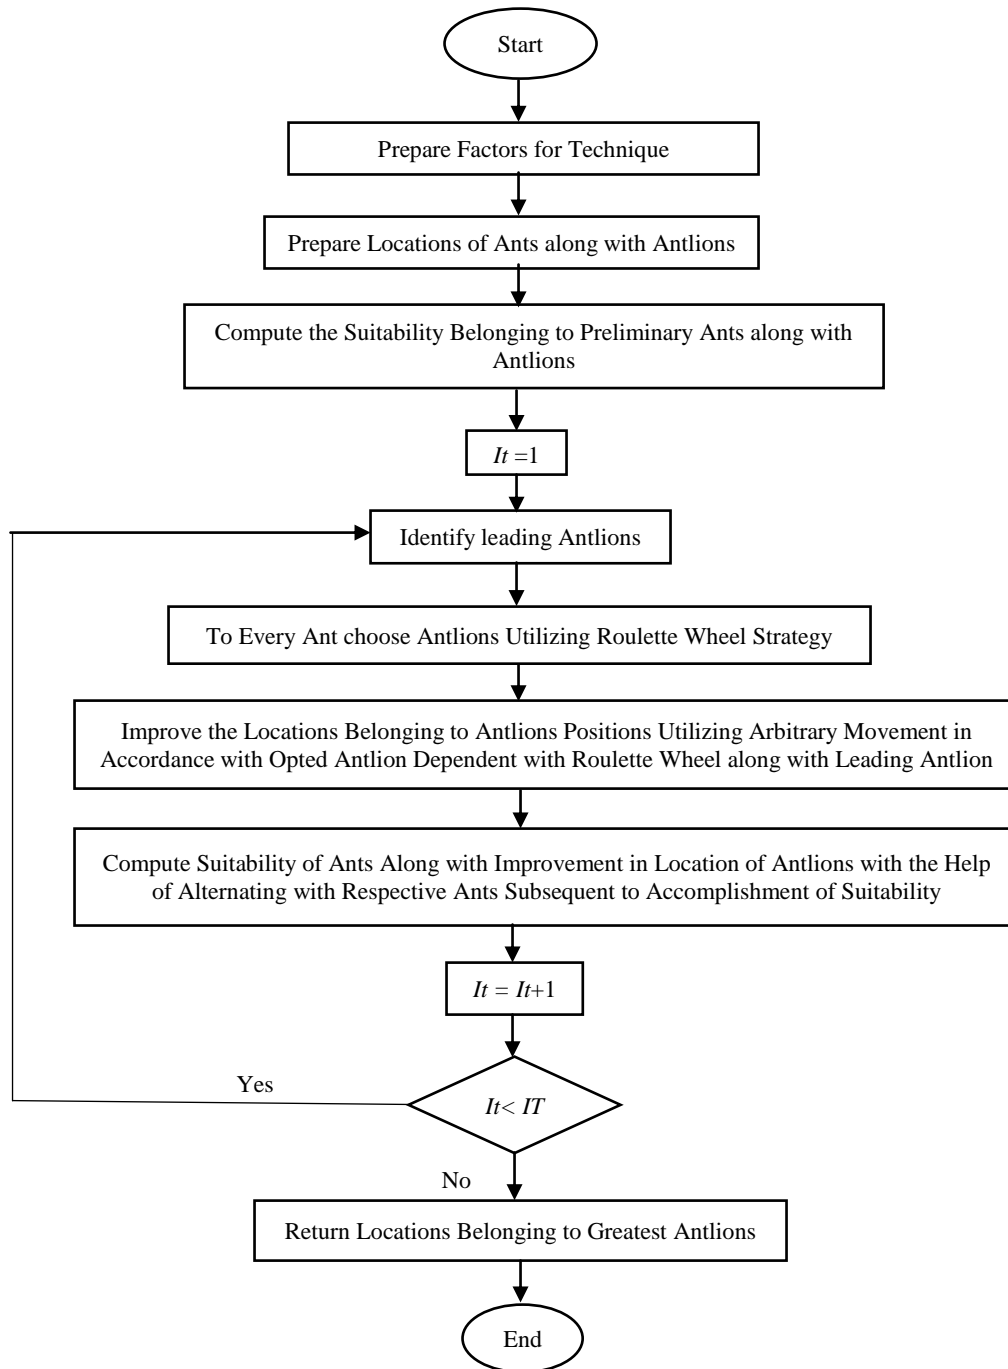 Start
Prepare Factors for Technique
Prepare Locations of Ants along with Antlions
Compute the Suitability Belonging to Preliminary Ants along with
Antlions
It =1
Identify leading Antlions
To Every Ant choose Antlions Utilizing Roulette Wheel Strategy
Improve the Locations Belonging to Antlions Positions Utilizing Arbitrary Movement in
Accordance with Opted Antlion Dependent with Roulette Wheel along with Leading Antlion
Compute Suitability of Ants Along with Improvement in Location of Antlions with the Help
of Alternating with Respective Ants Subsequent to Accomplishment of Suitability
It = It+1
Yes
It< IT
No
Return Locations Belonging to Greatest Antlions
End